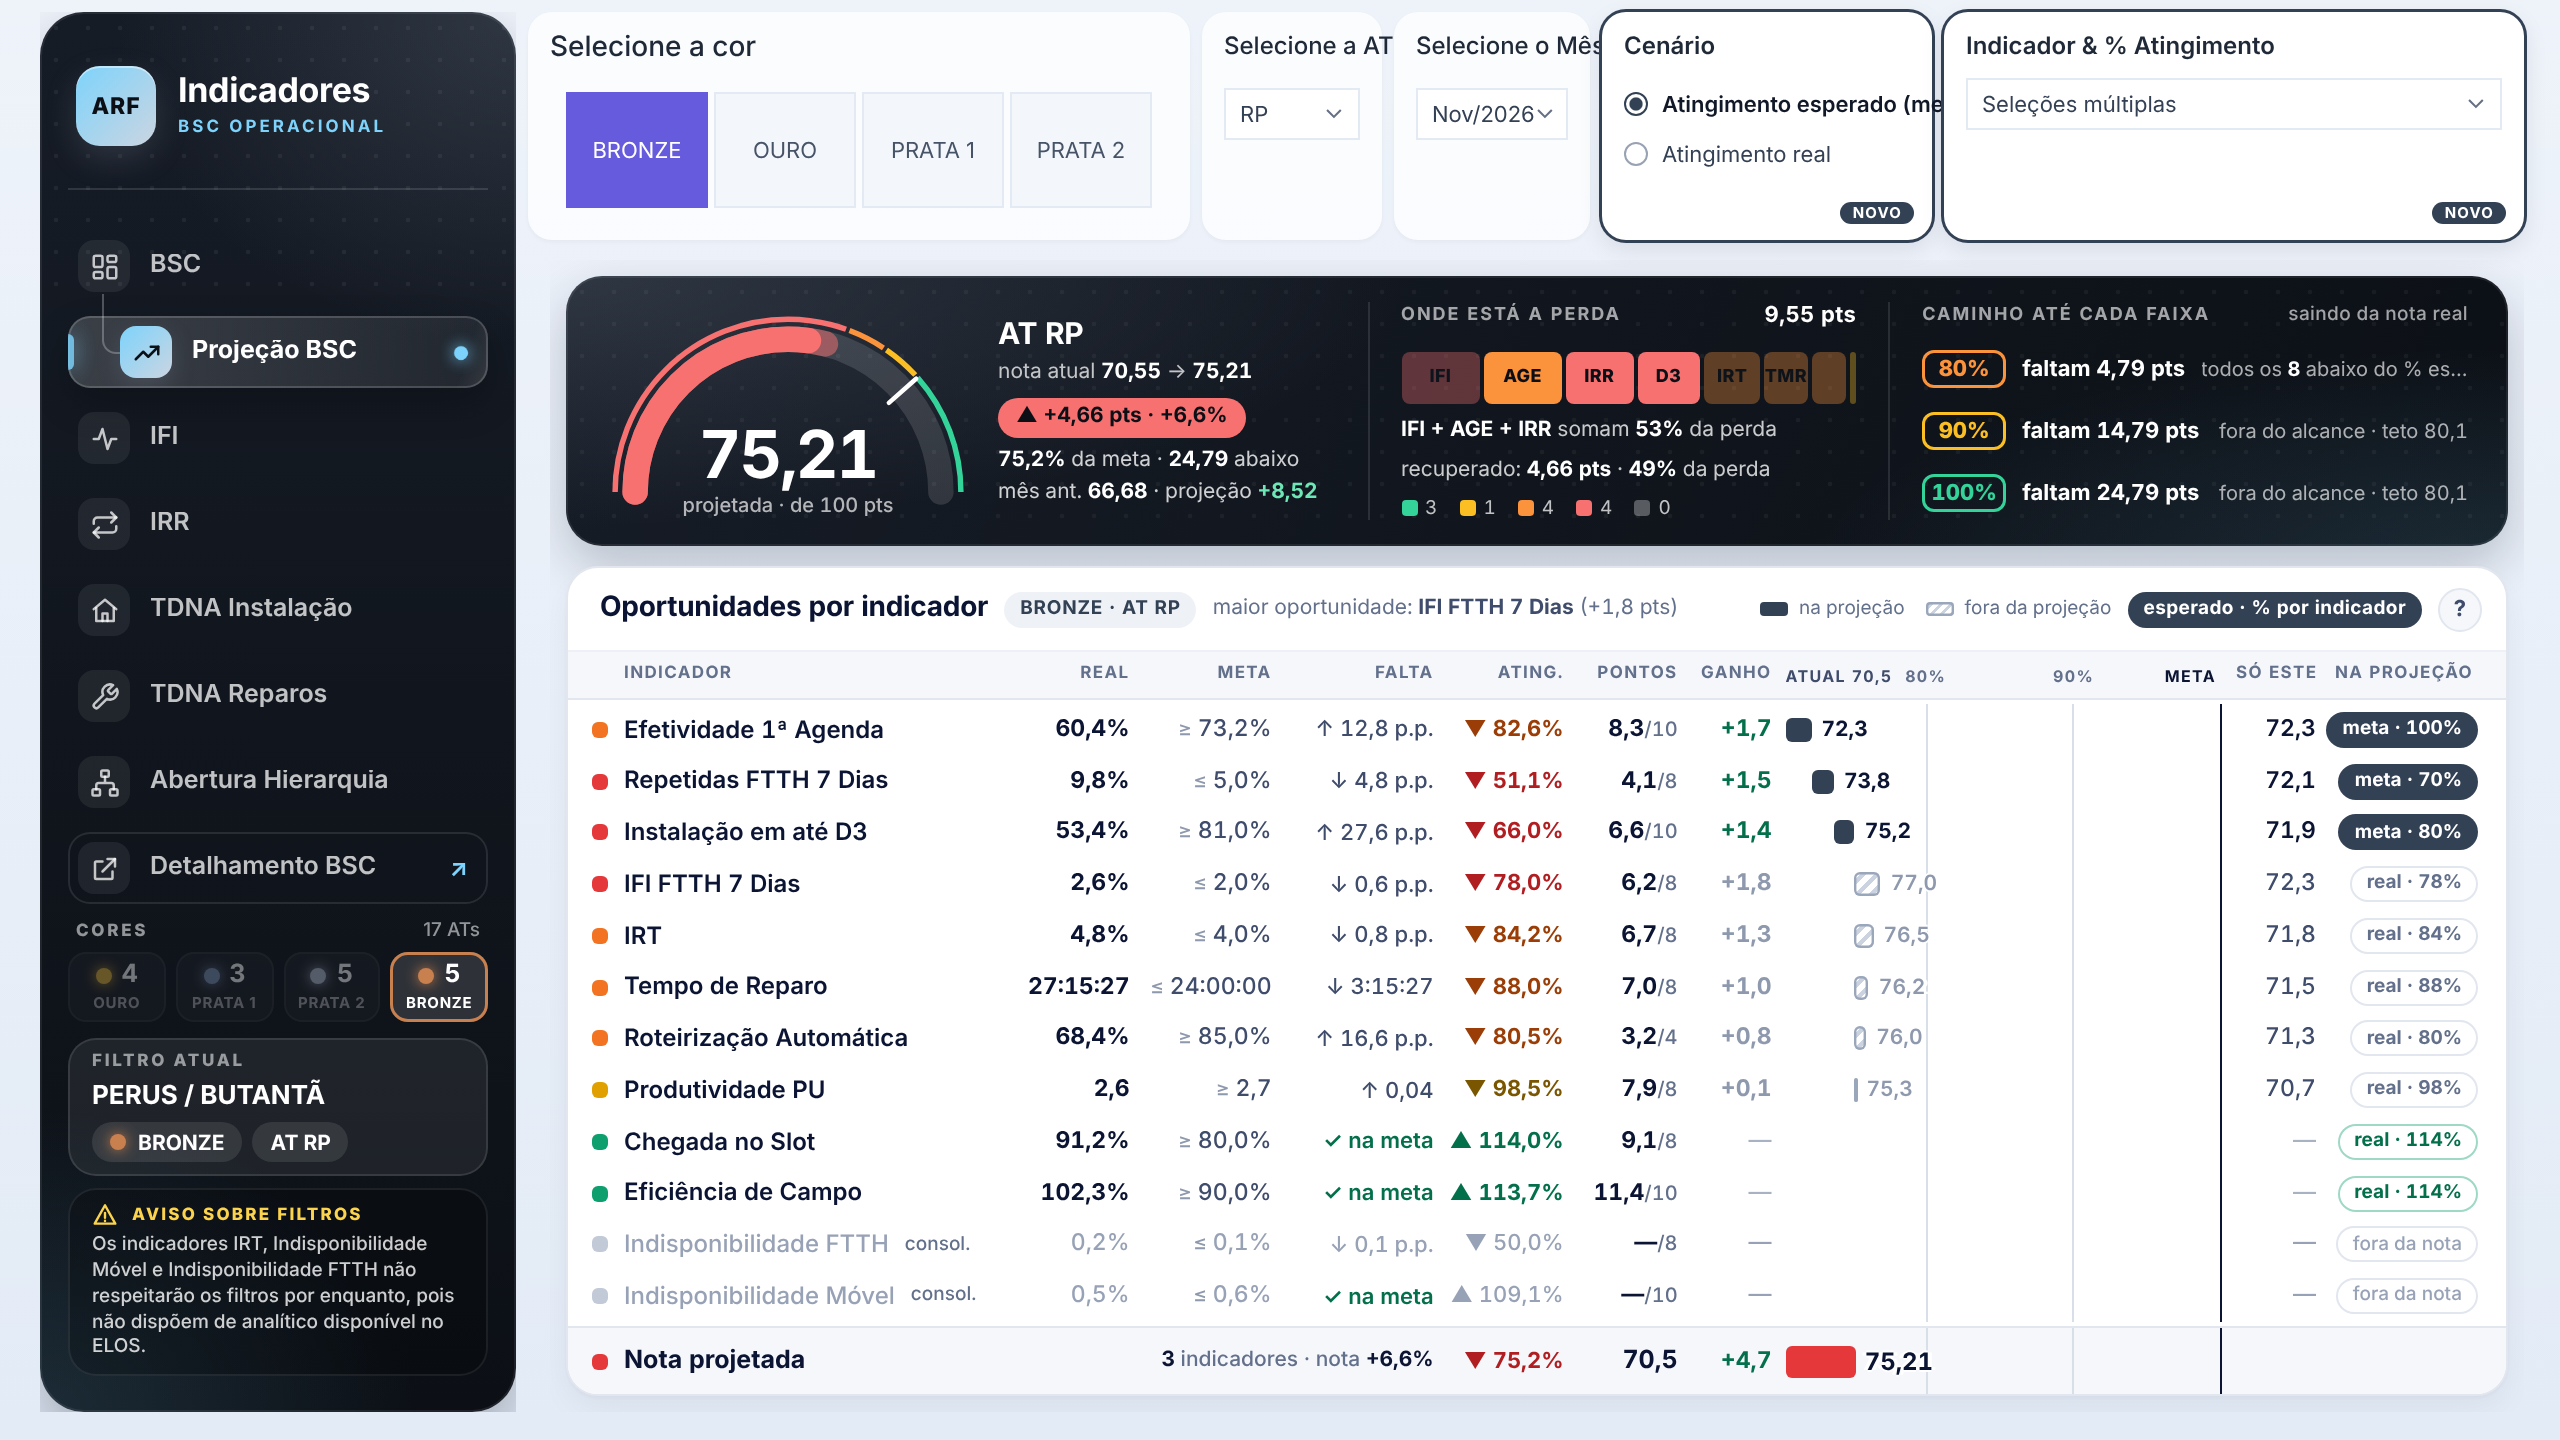 ARF
Indicadores
BSC OPERACIONAL
BSC
Projeção BSC
IFI
IRR
TDNA Instalação
TDNA Reparos
Abertura Hierarquia
Detalhamento BSC
CORES 17 ATs
4 OURO
3 PRATA 1
5 PRATA 2
5 BRONZE
FILTRO ATUAL
PERUS / BUTANTÃ
BRONZE AT RP
AVISO SOBRE FILTROS
Os indicadores IRT, Indisponibilidade
Móvel e Indisponibilidade FTTH não
respeitarão os filtros por enquanto, pois
não dispõem de analítico disponível no
ELOS.
Selecione a cor
BRONZE OURO PRATA 1 PRATA 2
Selecione a AT
RP
Selecione o Mês
Nov/2026
Cenário
Atingimento esperado (me
Atingimento real
NOVO
Indicador & % Atingimento
Seleções múltiplas
NOVO
75,21
projetada · de 100 pts
AT RP
nota atual 70,55 → 75,21
▲ +4,66 pts · +6,6%
75,2% da meta · 24,79 abaixo
mês ant. 66,68 · projeção +8,52
ONDE ESTÁ A PERDA 9,55 pts
IFI AGE IRR D3 IRT TMR
IFI + AGE + IRR somam 53% da perda
recuperado: 4,66 pts · 49% da perda
3 1 4 4 0
CAMINHO ATÉ CADA FAIXA saindo da nota real
80% faltam 4,79 pts todos os 8 abaixo do % es...
90% faltam 14,79 pts fora do alcance · teto 80,1
100% faltam 24,79 pts fora do alcance · teto 80,1
Oportunidades por indicador BRONZE · AT RP maior oportunidade: IFI FTTH 7 Dias (+1,8 pts) na projeção fora da projeção esperado · % por indicador ?
INDICADOR REAL META FALTA ATING. PONTOS GANHO ATUAL 70,5 80% 90% META SÓ ESTE NA PROJEÇÃO
Efetividade 1ª Agenda 60,4% ≥ 73,2% ↑ 12,8 p.p. ▼ 82,6% 8,3/10 +1,7 72,3 72,3 meta · 100%
Repetidas FTTH 7 Dias 9,8% ≤ 5,0% ↓ 4,8 p.p. ▼ 51,1% 4,1/8 +1,5 73,8 72,1 meta · 70%
Instalação em até D3 53,4% ≥ 81,0% ↑ 27,6 p.p. ▼ 66,0% 6,6/10 +1,4 75,2 71,9 meta · 80%
IFI FTTH 7 Dias 2,6% ≤ 2,0% ↓ 0,6 p.p. ▼ 78,0% 6,2/8 +1,8 77,0 72,3 real · 78%
IRT 4,8% ≤ 4,0% ↓ 0,8 p.p. ▼ 84,2% 6,7/8 +1,3 76,5 71,8 real · 84%
Tempo de Reparo 27:15:27 ≤ 24:00:00 ↓ 3:15:27 ▼ 88,0% 7,0/8 +1,0 76,2 71,5 real · 88%
Roteirização Automática 68,4% ≥ 85,0% ↑ 16,6 p.p. ▼ 80,5% 3,2/4 +0,8 76,0 71,3 real · 80%
Produtividade PU 2,6 ≥ 2,7 ↑ 0,04 ▼ 98,5% 7,9/8 +0,1 75,3 70,7 real · 98%
Chegada no Slot 91,2% ≥ 80,0% ✓ na meta ▲ 114,0% 9,1/8 — — real · 114%
Eficiência de Campo 102,3% ≥ 90,0% ✓ na meta ▲ 113,7% 11,4/10 — — real · 114%
Indisponibilidade FTTH consol. 0,2% ≤ 0,1% ↓ 0,1 p.p. ▼ 50,0% —/8 — — fora da nota
Indisponibilidade Móvel consol. 0,5% ≤ 0,6% ✓ na meta ▲ 109,1% —/10 — — fora da nota
Nota projetada 3 indicadores · nota +6,6% ▼ 75,2% 70,5 +4,7 75,21